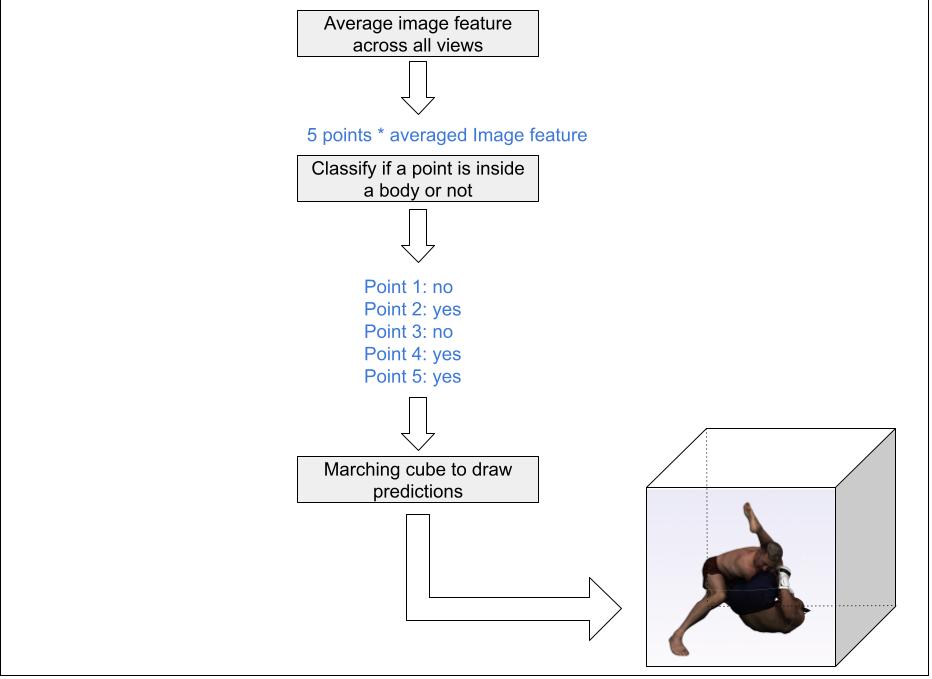 Average image feature
across all views
5 points * averaged Image feature
Classify if a point is inside
a body or not
Point 1: no
Point 2: yes
Point 3: no
Point 4: yes
Point 5: yes
Marching cube to draw
predictions